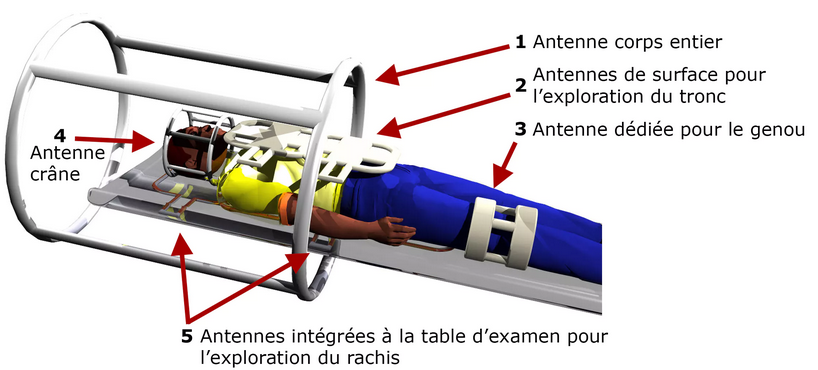 1 Antenne corps entier
2 Antennes de surface pour
l’exploration du tronc
3 Antenne dédiée pour le genou
4
Antenne
crâne
5 Antennes intégrées à la table d’examen pour
l’exploration du rachis